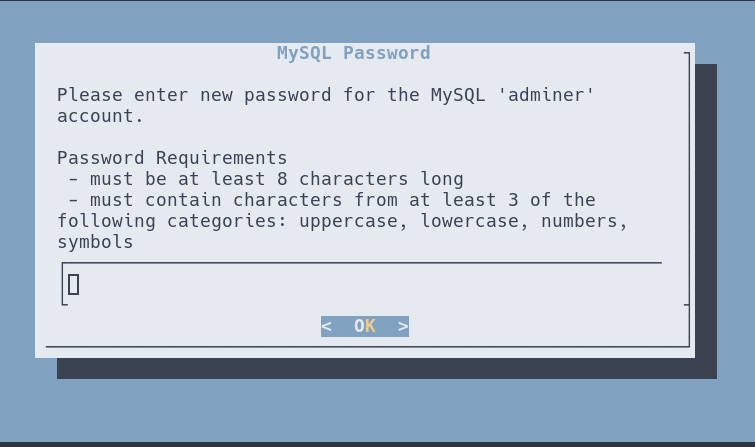 MySQL Password
Please enter new password for the MySQL 'adminer'
account.
Password Requirements
- must be at least 8 characters long
- must contain characters from at least 3 of the
following categories: uppercase, lowercase, numbers,
symbols
< OK >